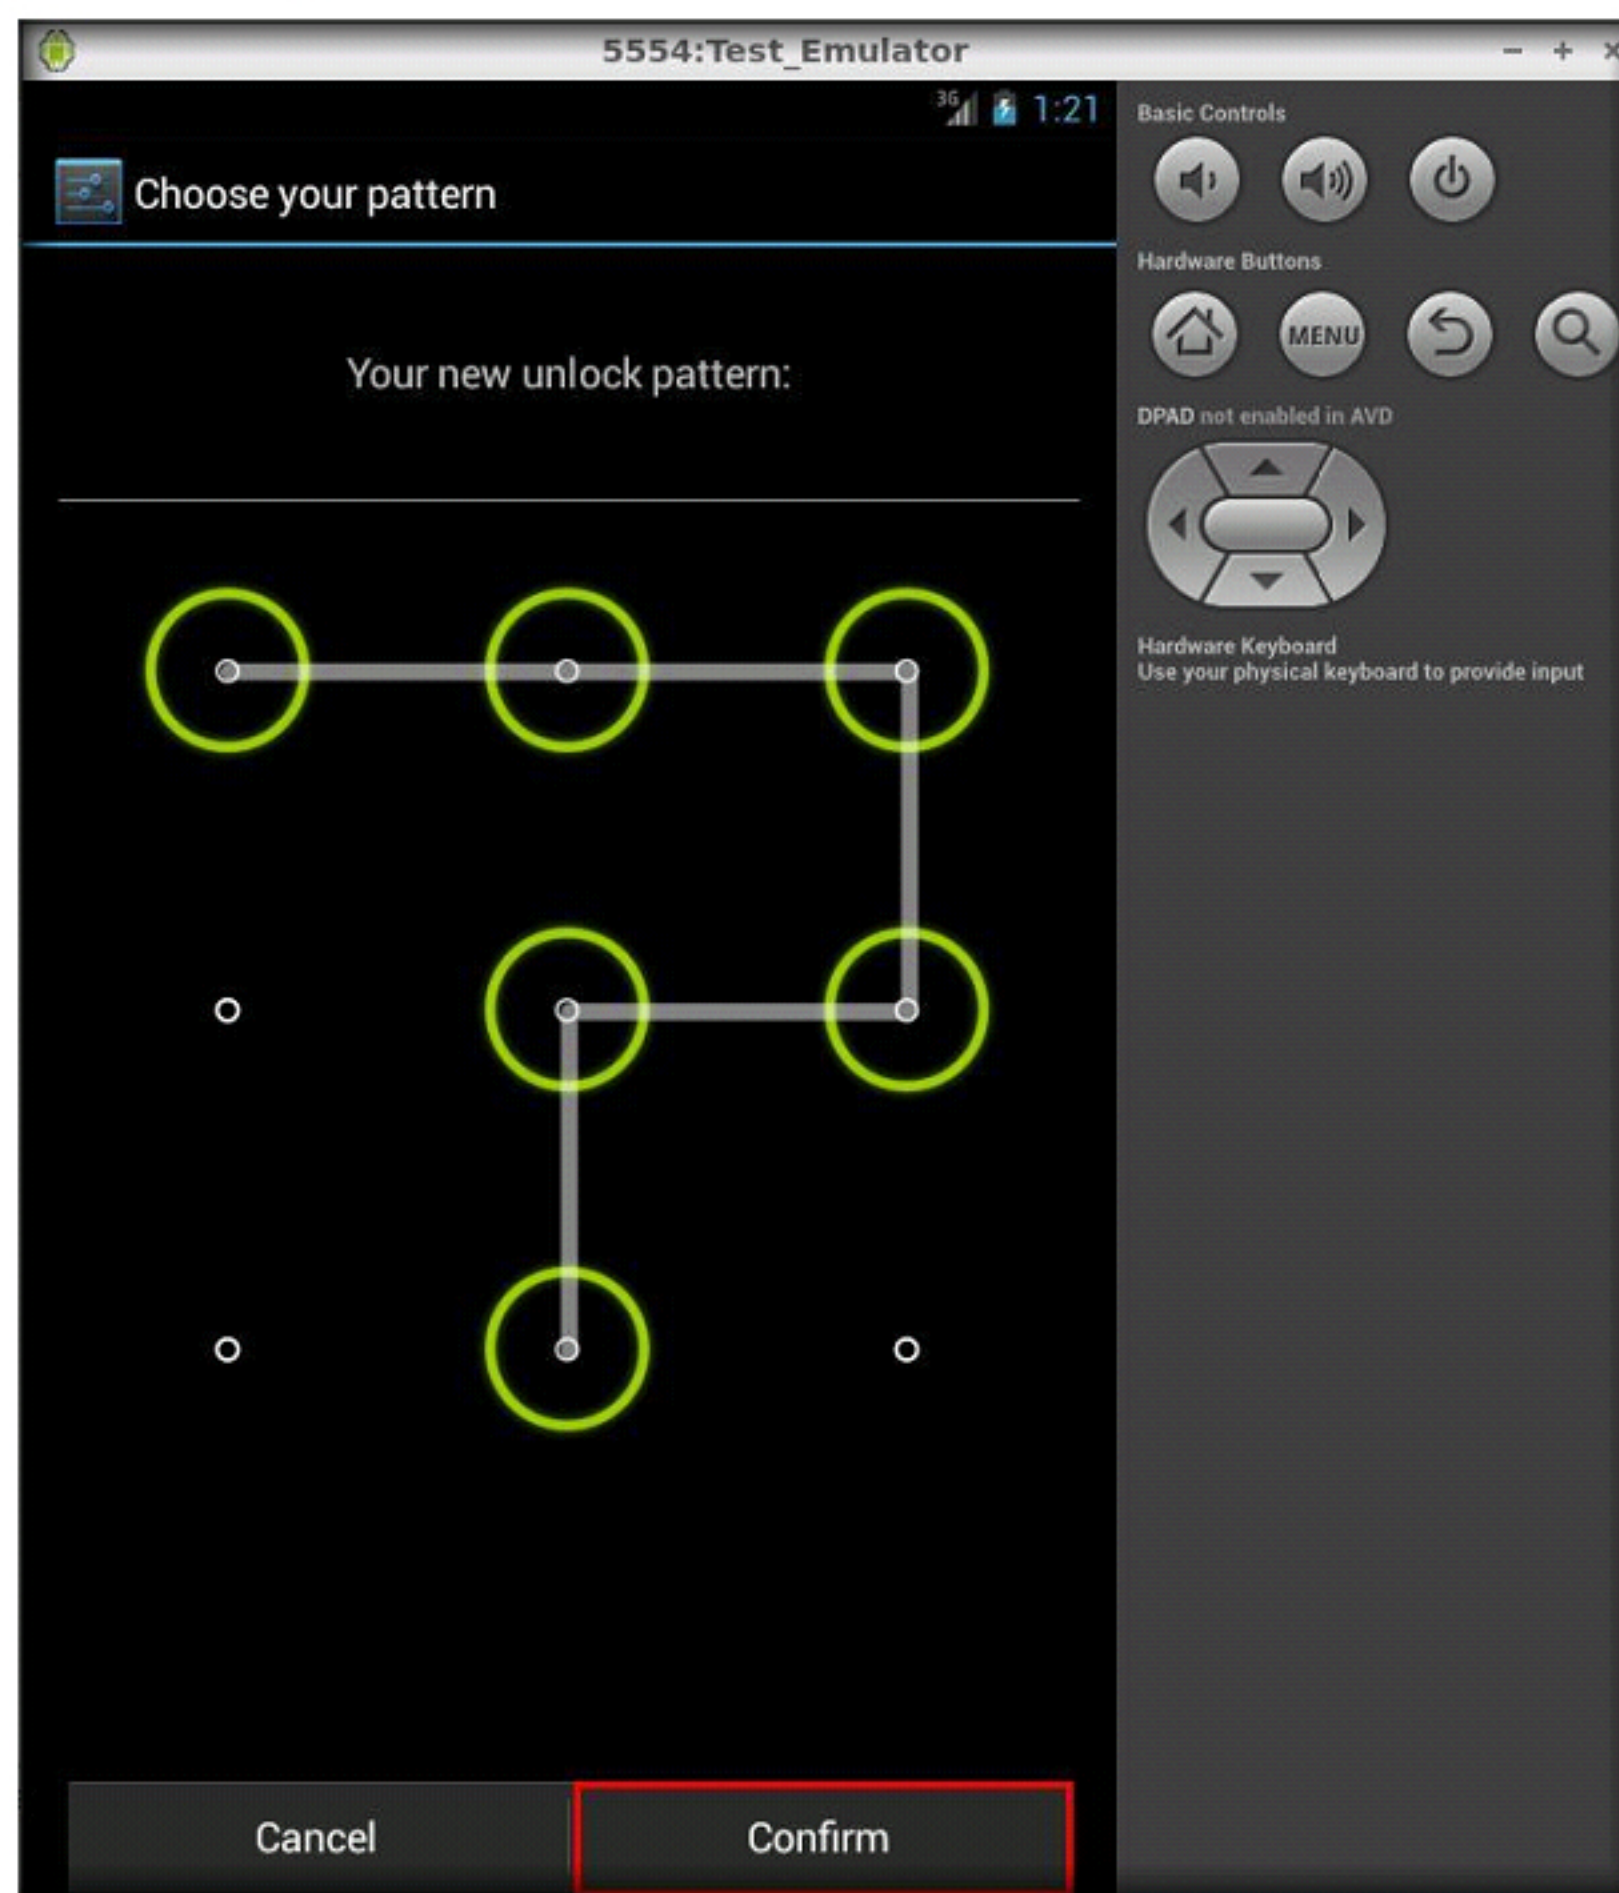 5554:Test_Emulator
3G 1:21
Choose your pattern
Your new unlock pattern:
Cancel
Confirm
Basic Controls
Hardware Buttons
MENU
DPAD not enabled in AVD
Hardware Keyboard
Use your physical keyboard to provide input